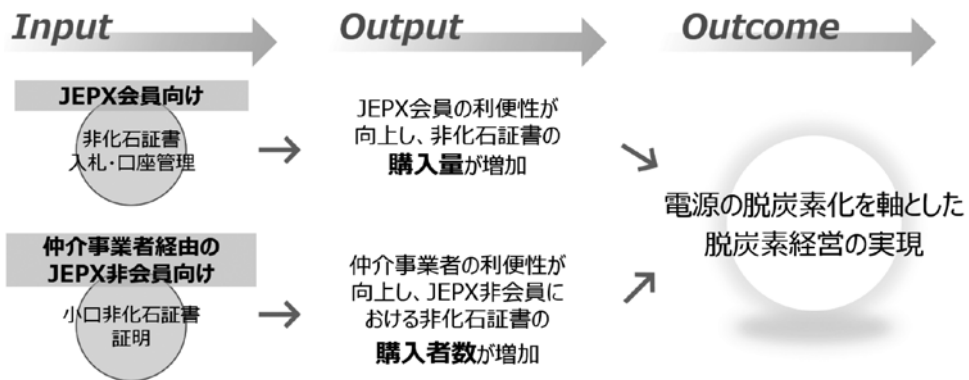 Input
Output
Outcome
JEPX会員向け
非化石証書
入札・口座管理
JEPX会員の利便性が
向上し、非化石証書の
購入量が増加
仲介事業者経由の
JEPX非会員向け
小口非化石証書
証明
仲介事業者の利便性が
向上し、JEPX非会員に
おける非化石証書の
購入者数が増加
電源の脱炭素化を軸とした
脱炭素経営の実現